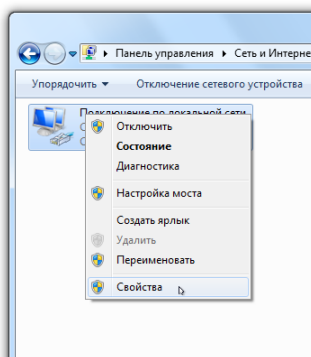 Панель управления ▸ Сеть и Интерне
Упорядочить Отключение сетевого устройства
Подключение по локальной сети
Отключить
Состояние
Диагностика
Настройка моста
Создать ярлык
Удалить
Переименовать
Свойства